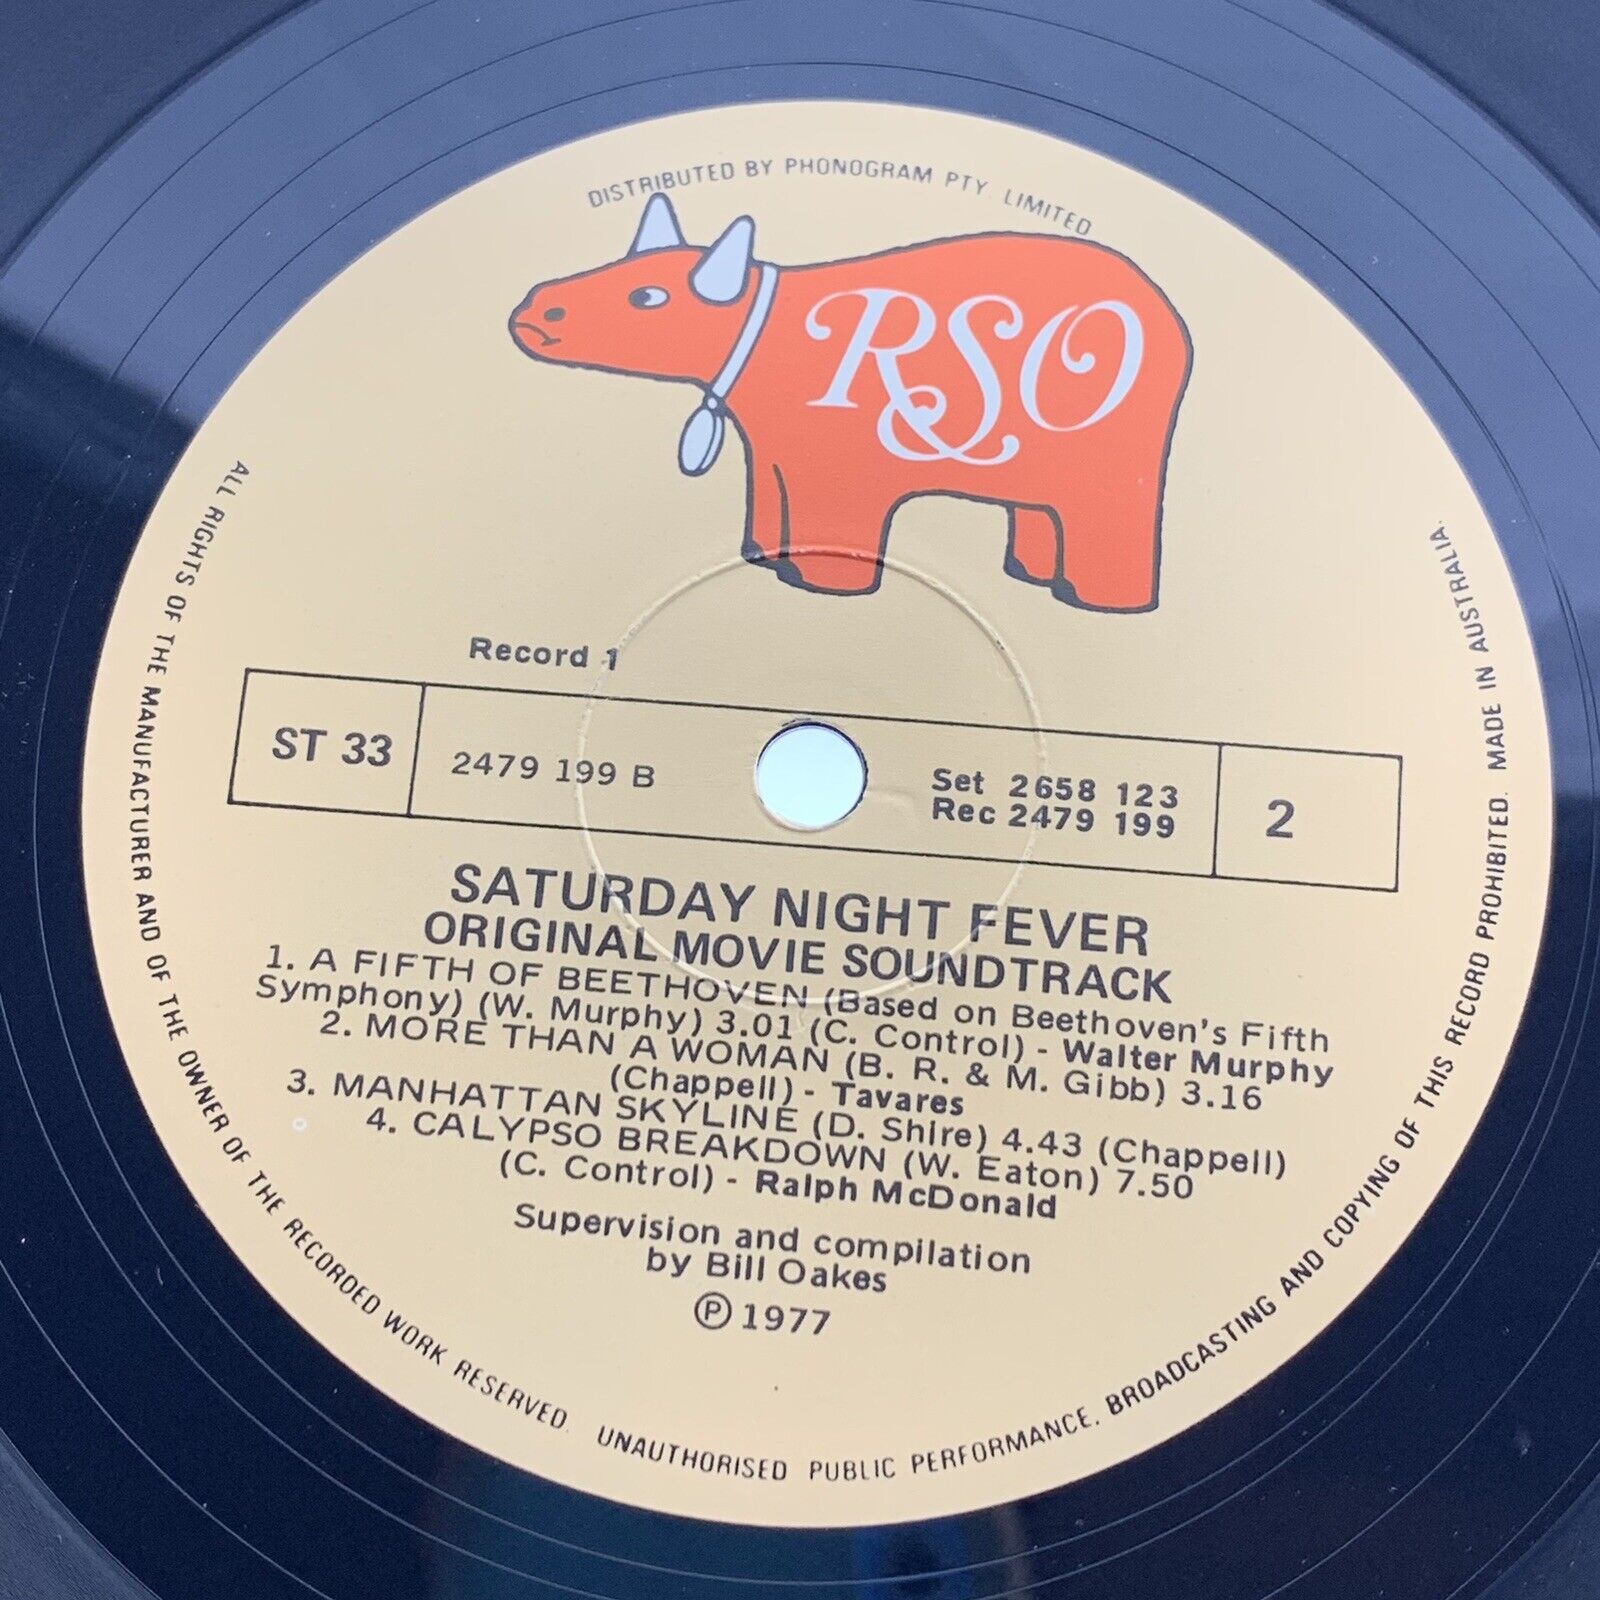 DISTRIBUTED BY PHONOGRAM PTY. LIMITED
RSO
Record 1
ST 33
2479 199 B
Set 2658 123
Rec 2479 199
2
SATURDAY NIGHT FEVER
ORIGINAL MOVIE SOUNDTRACK
1. A FIFTH OF BEETHOVEN (Based on Beethoven's Fifth
Symphony) (W. Murphy) 3.01 (C. Control) - Walter Murphy
2. MORE THAN A WOMAN (B. R. & M. Gibb) 3.16
(Chappell) - Tavares
3. MANHATTAN SKYLINE (D. Shire) 4.43 (Chappell)
4. CALYPSO BREAKDOWN (W. Eaton) 7.50
(C. Control) - Ralph McDonald
Supervision and compilation
by Bill Oakes
Ⓟ 1977
ALL RIGHTS OF THE MANUFACTURER AND OF THE OWNER OF THE RECORDED WORK RESERVED. UNAUTHORISED PUBLIC PERFORMANCE, BROADCASTING AND COPYING OF THIS RECORD PROHIBITED. MADE IN AUSTRALIA.